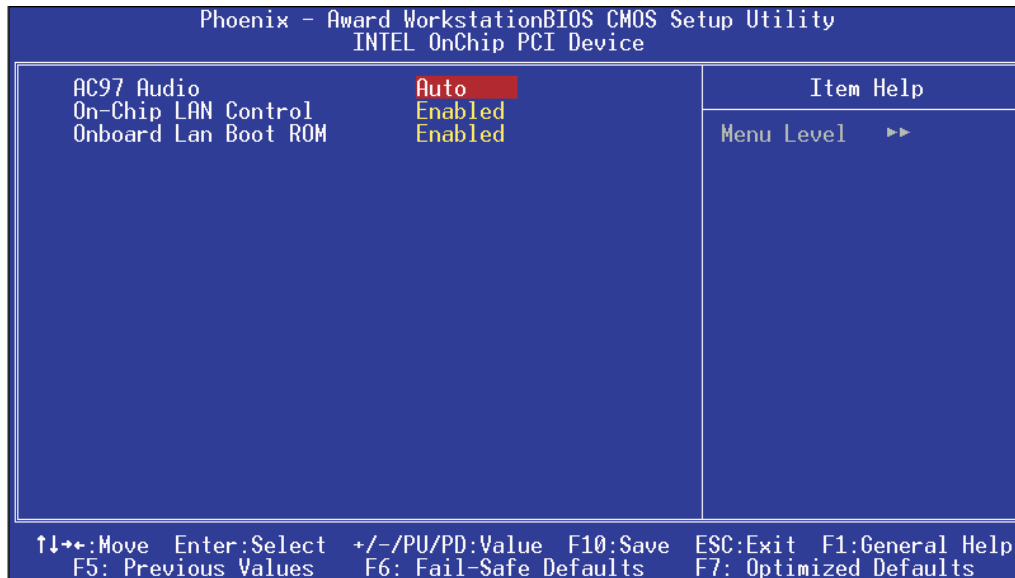 Phoenix - Award WorkstationBIOS CMOS Setup Utility
INTEL OnChip PCI Device
AC97 Audio Auto
On-Chip LAN Control Enabled
Onboard Lan Boot ROM Enabled
Item Help
Menu Level ▶▶
↑↓→←:Move Enter:Select +/-/PU/PD:Value F10:Save ESC:Exit F1:General Help
F5: Previous Values F6: Fail-Safe Defaults F7: Optimized Defaults